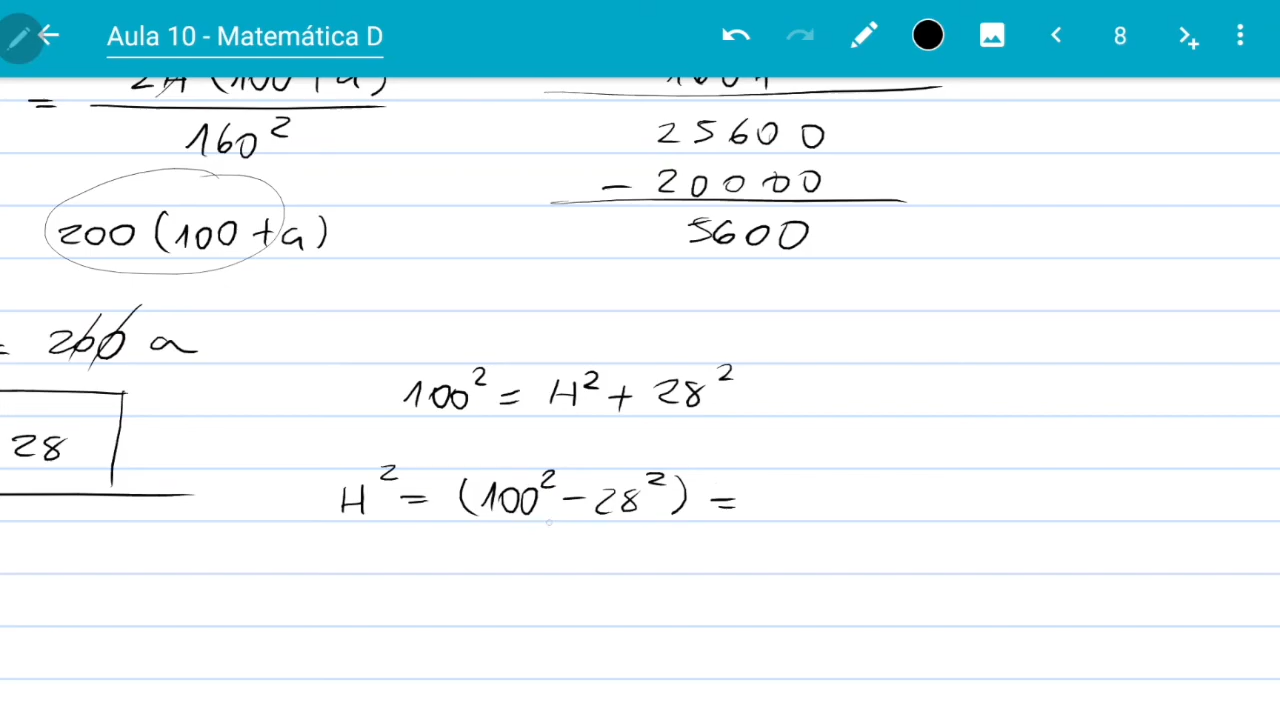 Aula 10 - Matemática D 8
=
160²
200 (100 + a)
25600
- 20000
5600
= 200 a
28
100² = H² + 28²
H² = (100² - 28²) =